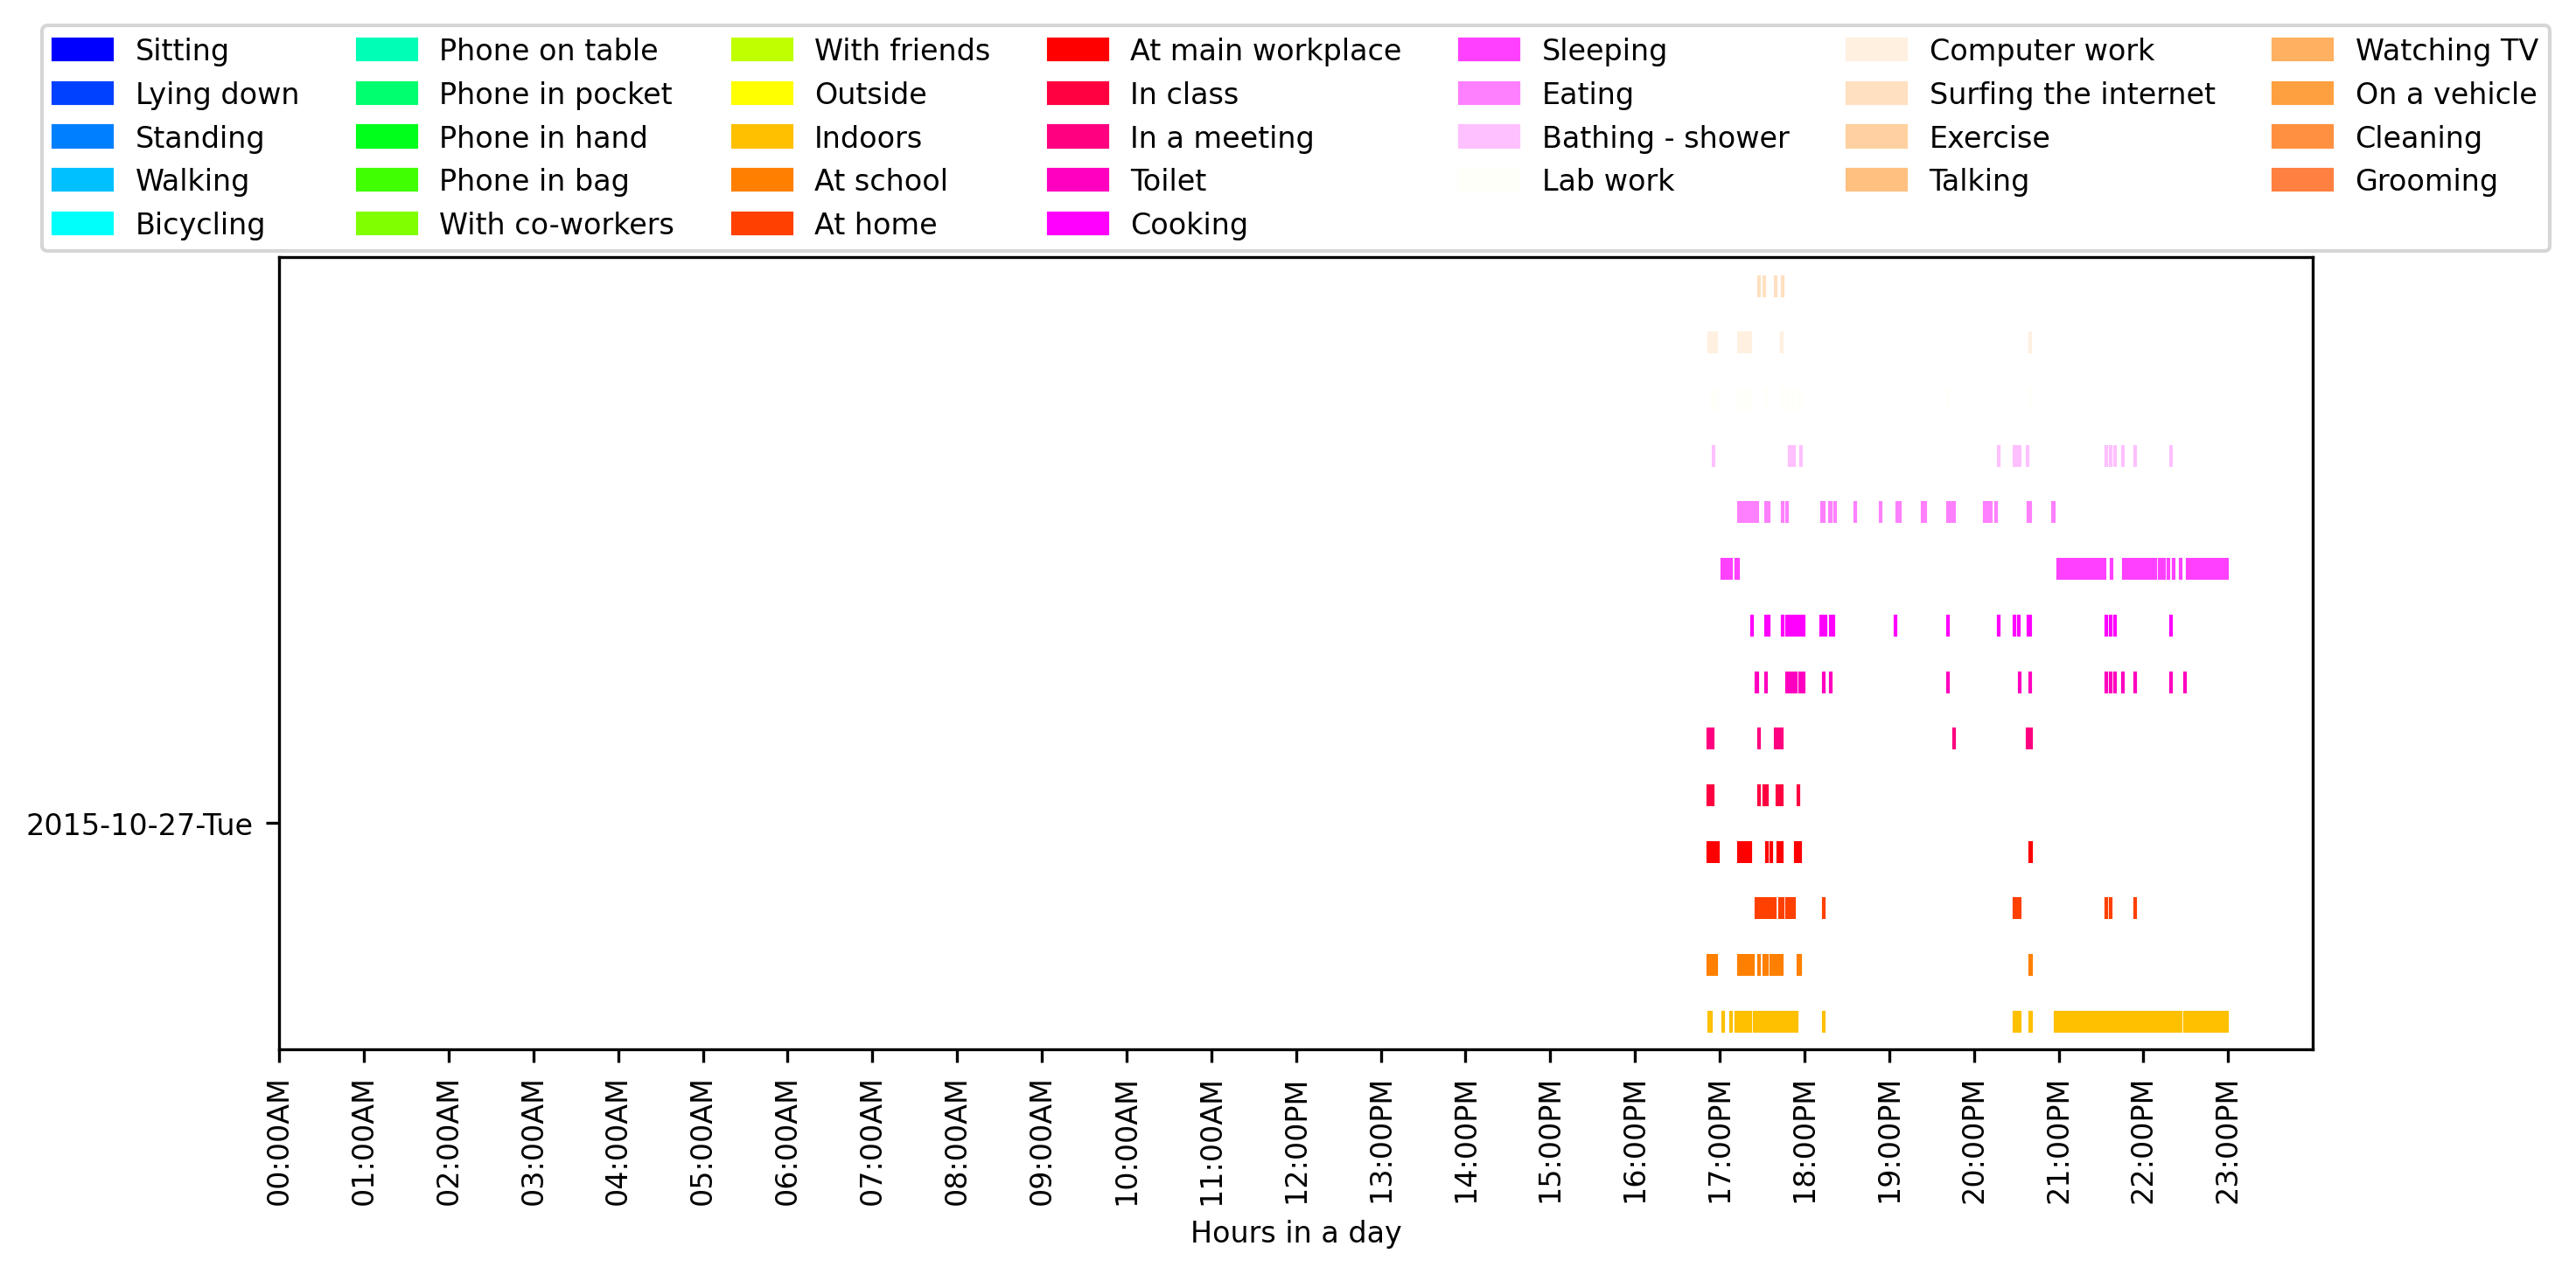 Sitting Phone on table With friends At main workplace Sleeping Computer work Watching TV
Lying down Phone in pocket Outside In class Eating Surfing the internet On a vehicle
Standing Phone in hand Indoors In a meeting Bathing - shower Exercise Cleaning
Walking Phone in bag At school Toilet Lab work Talking Grooming
Bicycling With co-workers At home Cooking
2015-10-27-Tue
00:00AM
01:00AM
02:00AM
03:00AM
04:00AM
05:00AM
06:00AM
07:00AM
08:00AM
09:00AM
10:00AM
11:00AM
12:00PM
13:00PM
14:00PM
15:00PM
16:00PM
17:00PM
18:00PM
19:00PM
20:00PM
21:00PM
22:00PM
23:00PM
Hours in a day